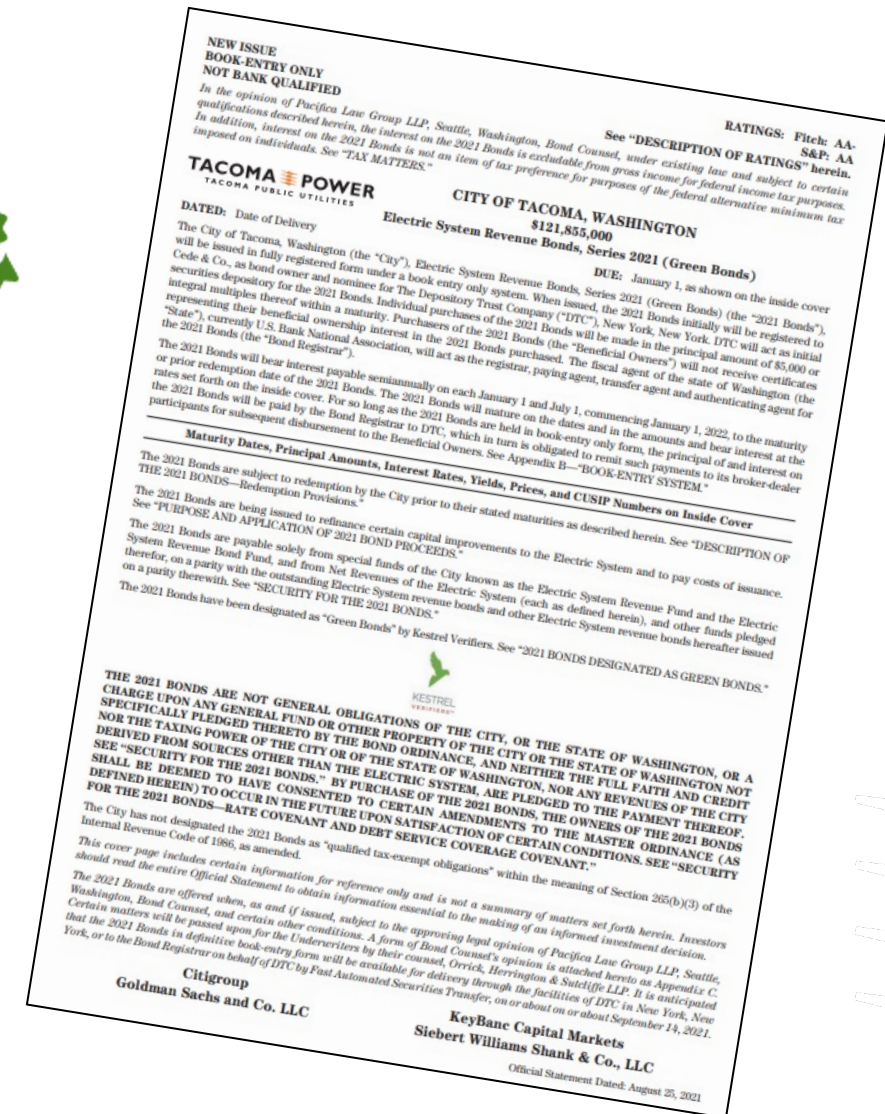 NEW ISSUE
BOOK-ENTRY ONLY
NOT BANK QUALIFIED
RATINGS: Fitch: AA-
S&P: AA
See “DESCRIPTION OF RATINGS” herein.
In the opinion of Pacifica Law Group LLP, Seattle, Washington, Bond Counsel, under existing law and subject to certain
qualifications described herein, the interest on the 2021 Bonds is excludable from gross income for federal income tax purposes.
In addition, interest on the 2021 Bonds is not an item of tax preference for purposes of the federal alternative minimum tax
imposed on individuals. See “TAX MATTERS.”
TACOMA POWER
TACOMA PUBLIC UTILITIES
CITY OF TACOMA, WASHINGTON
$121,855,000
Electric System Revenue Bonds, Series 2021 (Green Bonds)
DATED: Date of Delivery
DUE: January 1, as shown on the inside cover
The City of Tacoma, Washington (the “City”), Electric System Revenue Bonds, Series 2021 (Green Bonds) (the “2021 Bonds”),
will be issued in fully registered form under a book entry only system. When issued, the 2021 Bonds initially will be registered to
Cede & Co., as bond owner and nominee for The Depository Trust Company (“DTC”), New York, New York. DTC will act as initial
securities depository for the 2021 Bonds. Individual purchases of the 2021 Bonds will be made in the principal amount of $5,000 or
integral multiples thereof within a maturity. Purchasers of the 2021 Bonds (the “Beneficial Owners”) will not receive certificates
representing their beneficial ownership interest in the 2021 Bonds purchased. The fiscal agent of the state of Washington (the
“State”), currently U.S. Bank National Association, will act as the registrar, paying agent, transfer agent and authenticating agent for
the 2021 Bonds (the “Bond Registrar”).
The 2021 Bonds will bear interest payable semiannually on each January 1 and July 1, commencing January 1, 2022, to the maturity
or prior redemption date of the 2021 Bonds. The 2021 Bonds will mature on the dates and in the amounts and bear interest at the
rates set forth on the inside cover. For so long as the 2021 Bonds are held in book-entry only form, the principal of and interest on
the 2021 Bonds will be paid by the Bond Registrar to DTC, which in turn is obligated to remit such payments to its broker-dealer
participants for subsequent disbursement to the Beneficial Owners. See Appendix B—“BOOK-ENTRY SYSTEM.”
Maturity Dates, Principal Amounts, Interest Rates, Yields, Prices, and CUSIP Numbers on Inside Cover
The 2021 Bonds are subject to redemption by the City prior to their stated maturities as described herein. See “DESCRIPTION OF
THE 2021 BONDS—Redemption Provisions.”
The 2021 Bonds are being issued to refinance certain capital improvements to the Electric System and to pay costs of issuance.
See “PURPOSE AND APPLICATION OF 2021 BOND PROCEEDS.”
The 2021 Bonds are payable solely from special funds of the City known as the Electric System Revenue Fund and the Electric
System Revenue Bond Fund, and from Net Revenues of the Electric System (each as defined herein), and other funds pledged
therefor, on a parity with the outstanding Electric System revenue bonds and other Electric System revenue bonds hereafter issued
on a parity therewith. See “SECURITY FOR THE 2021 BONDS.”
The 2021 Bonds have been designated as “Green Bonds” by Kestrel Verifiers. See “2021 BONDS DESIGNATED AS GREEN BONDS.”
KESTREL
VERIFIERS
THE 2021 BONDS ARE NOT GENERAL OBLIGATIONS OF THE CITY, OR THE STATE OF WASHINGTON, OR A
CHARGE UPON ANY GENERAL FUND OR OTHER PROPERTY OF THE CITY OR THE STATE OF WASHINGTON NOT
SPECIFICALLY PLEDGED THERETO BY THE BOND ORDINANCE, AND NEITHER THE FULL FAITH AND CREDIT
NOR THE TAXING POWER OF THE CITY OR OF THE STATE OF WASHINGTON, NOR ANY REVENUES OF THE CITY
DERIVED FROM SOURCES OTHER THAN THE ELECTRIC SYSTEM, ARE PLEDGED TO THE PAYMENT THEREOF.
SEE “SECURITY FOR THE 2021 BONDS.” BY PURCHASE OF THE 2021 BONDS, THE OWNERS OF THE 2021 BONDS
SHALL BE DEEMED TO HAVE CONSENTED TO CERTAIN AMENDMENTS TO THE MASTER ORDINANCE (AS
DEFINED HEREIN) TO OCCUR IN THE FUTURE UPON SATISFACTION OF CERTAIN CONDITIONS. SEE “SECURITY
FOR THE 2021 BONDS—RATE COVENANT AND DEBT SERVICE COVERAGE COVENANT.”
The City has not designated the 2021 Bonds as “qualified tax-exempt obligations” within the meaning of Section 265(b)(3) of the
Internal Revenue Code of 1986, as amended.
This cover page includes certain information for reference only and is not a summary of matters set forth herein. Investors
should read the entire Official Statement to obtain information essential to the making of an informed investment decision.
The 2021 Bonds are offered when, as and if issued, subject to the approving legal opinion of Pacifica Law Group LLP, Seattle,
Washington, Bond Counsel, and certain other conditions. A form of Bond Counsel’s opinion is attached hereto as Appendix C.
Certain matters will be passed upon for the Underwriters by their counsel, Orrick, Herrington & Sutcliffe LLP. It is anticipated
that the 2021 Bonds in definitive book-entry form will be available for delivery through the facilities of DTC in New York, New
York, or to the Bond Registrar on behalf of DTC by Fast Automated Securities Transfer, on or about on or about September 14, 2021.
Citigroup
Goldman Sachs and Co. LLC
KeyBanc Capital Markets
Siebert Williams Shank & Co., LLC
Official Statement Dated: August 25, 2021